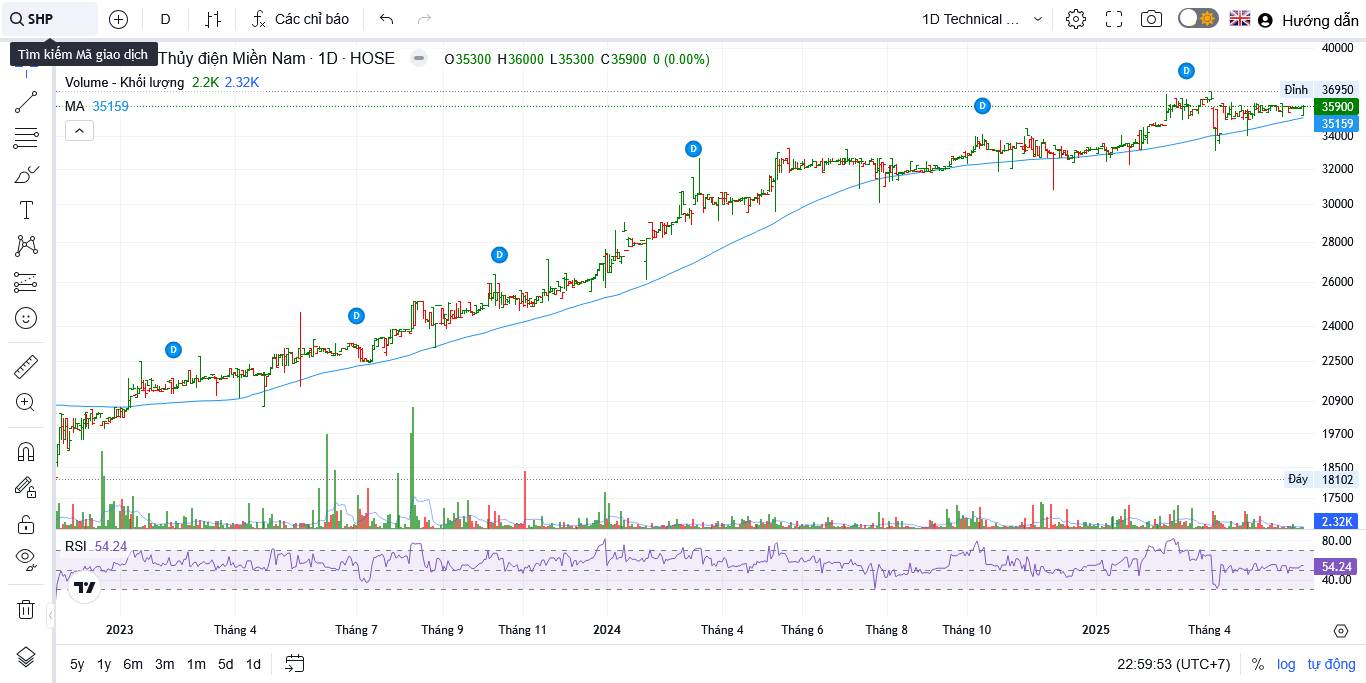 SHP D Các chỉ báo 1D Technical ... Hướng dẫn
Tìm kiếm Mã giao dịch
Thủy điện Miền Nam · 1D · HOSE O35300 H36000 L35300 C35900 0 (0.00%)
Volume - Khối lượng 2.2K 2.32K
MA 35159
D
D
D
D
D
D
40000
Đỉnh 36950
35900
35159
34000
32000
30000
28000
26000
24000
22500
20900
19700
18500
Đáy 18102
17500
2.32K
RSI 54.24
80.00
54.24
40.00
2023 Tháng 4 Tháng 7 Tháng 9 Tháng 11 2024 Tháng 4 Tháng 6 Tháng 8 Tháng 10 2025 Tháng 4
5y 1y 6m 3m 1m 5d 1d 22:59:53 (UTC+7) % log tự động